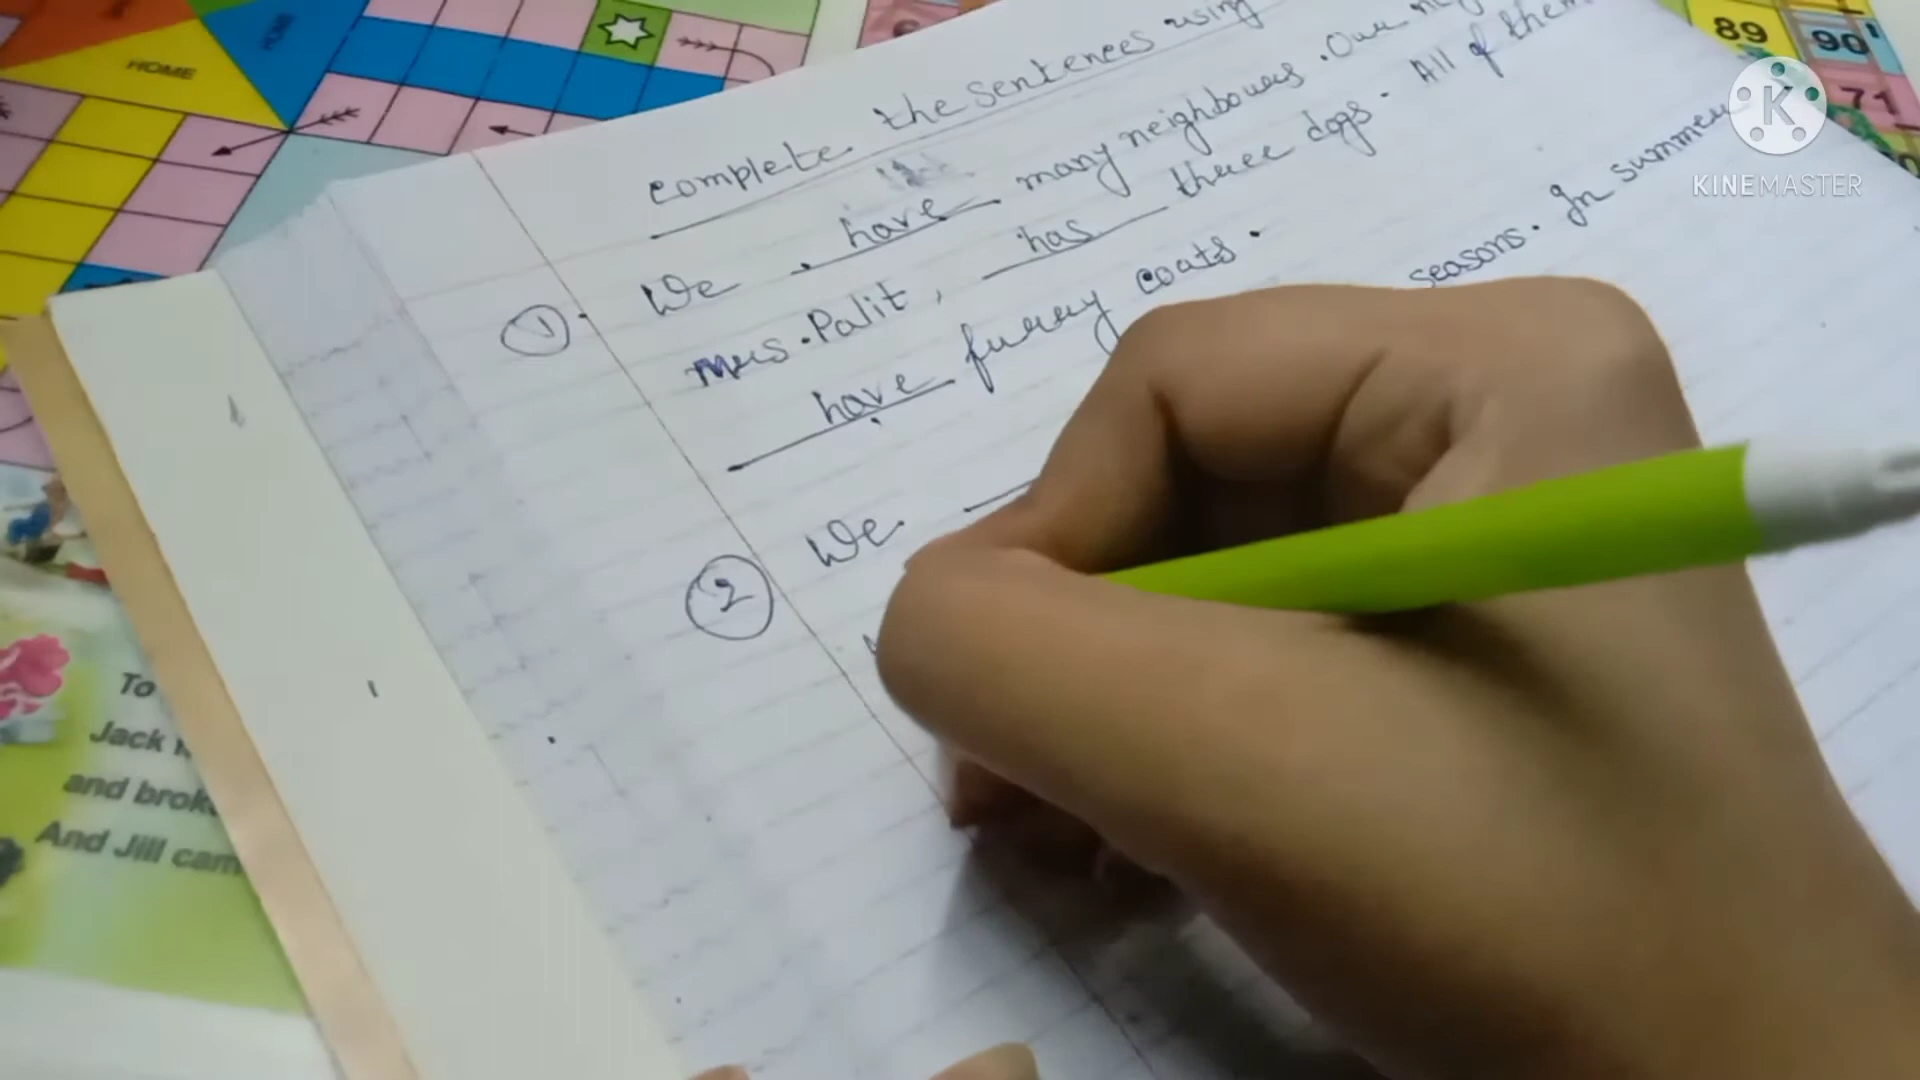 HOME
HOME
89
90
71
KINEMASTER
complete the sentences using
① We have many neighbours. Our
Mrs. Palit, has three dogs. All of them
have furry coats.
② We seasons. In summer
To
Jack
and brok
And Jill cam